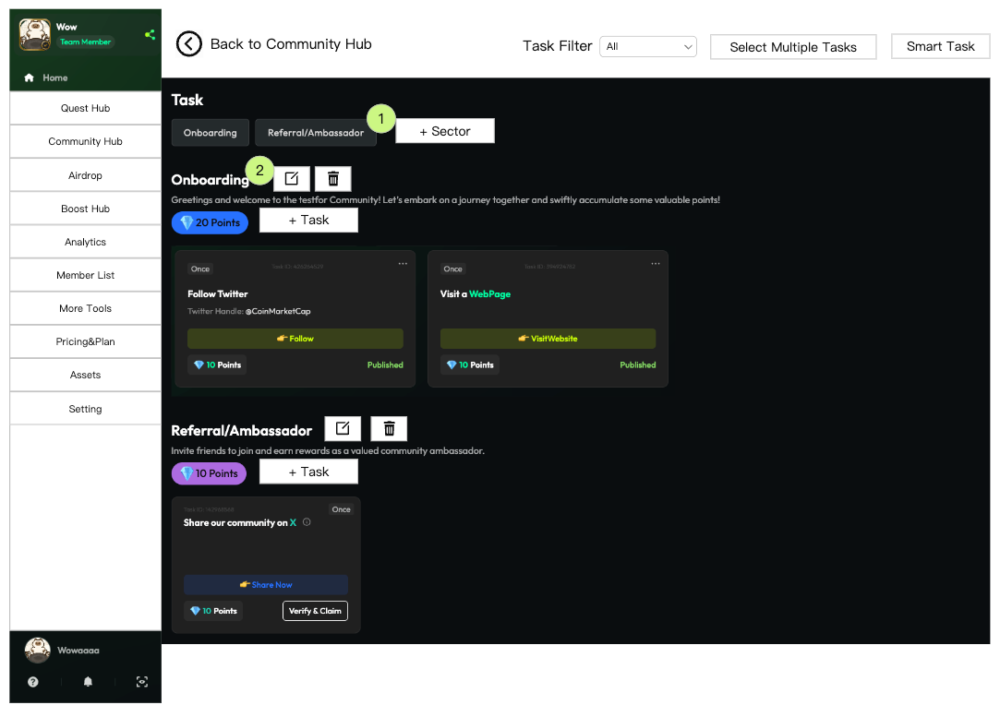 Wow
Team Member
Home
Quest Hub
Community Hub
Airdrop
Boost Hub
Analytics
Member List
More Tools
Pricing&Plan
Assets
Setting
Wowaaaa
Back to Community Hub
Task Filter All
Select Multiple Tasks
Smart Task
Task
Onboarding
Referral/Ambassador
1
+ Sector
Onboarding
2
Greetings and welcome to the testfor Community! Let's embark on a journey together and swiftly accumulate some valuable points!
💎 20 Points
+ Task
Once
Task ID:
Follow Twitter
Twitter Handle: @CoinMarketCap
👉 Follow
💎 10 Points
Published
Once
Task ID:
Visit a WebPage
👉 VisitWebsite
💎 10 Points
Published
Referral/Ambassador
Invite friends to join and earn rewards as a valued community ambassador.
💎 10 Points
+ Task
Task ID:
Once
Share our community on X
👉 Share Now
💎 10 Points
Verify & Claim